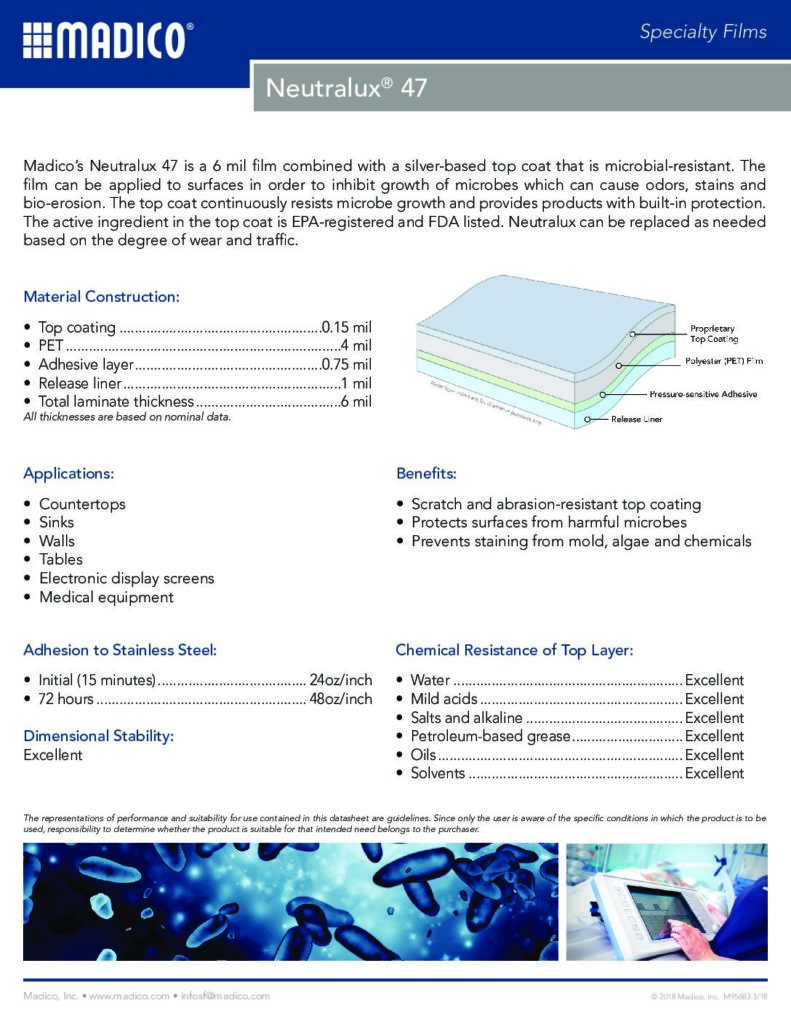 MADICO®
Specialty Films
Neutralux® 47
Madico's Neutralux 47 is a 6 mil film combined with a silver-based top coat that is microbial-resistant. The
film can be applied to surfaces in order to inhibit growth of microbes which can cause odors, stains and
bio-erosion. The top coat continuously resists microbe growth and provides products with built-in protection.
The active ingredient in the top coat is EPA-registered and FDA listed. Neutralux can be replaced as needed
based on the degree of wear and traffic.
Material Construction:
• Top coating ....................................................0.15 mil
• PET.......................................................................4 mil
• Adhesive layer................................................0.75 mil
• Release liner........................................................1 mil
• Total laminate thickness.....................................6 mil
All thicknesses are based on nominal data.
Proprietary
Top Coating
Polyester (PET) Film
Pressure-sensitive Adhesive
Release Liner
Applications:
• Countertops
• Sinks
• Walls
• Tables
• Electronic display screens
• Medical equipment
Benefits:
• Scratch and abrasion-resistant top coating
• Protects surfaces from harmful microbes
• Prevents staining from mold, algae and chemicals
Adhesion to Stainless Steel:
• Initial (15 minutes)...................................... 24oz/inch
• 72 hours...................................................... 48oz/inch
Dimensional Stability:
Excellent
Chemical Resistance of Top Layer:
• Water ...........................................................Excellent
• Mild acids ....................................................Excellent
• Salts and alkaline ........................................Excellent
• Petroleum-based grease............................Excellent
• Oils...............................................................Excellent
• Solvents .......................................................Excellent
The representations of performance and suitability for use contained in this datasheet are guidelines. Since only the user is aware of the specific conditions in which the product is to be
used, responsibility to determine whether the product is suitable for that intended need belongs to the purchaser.
Madico, Inc. • www.madico.com • infosf@madico.com
© 2018 Madico, Inc. M95683 3/18